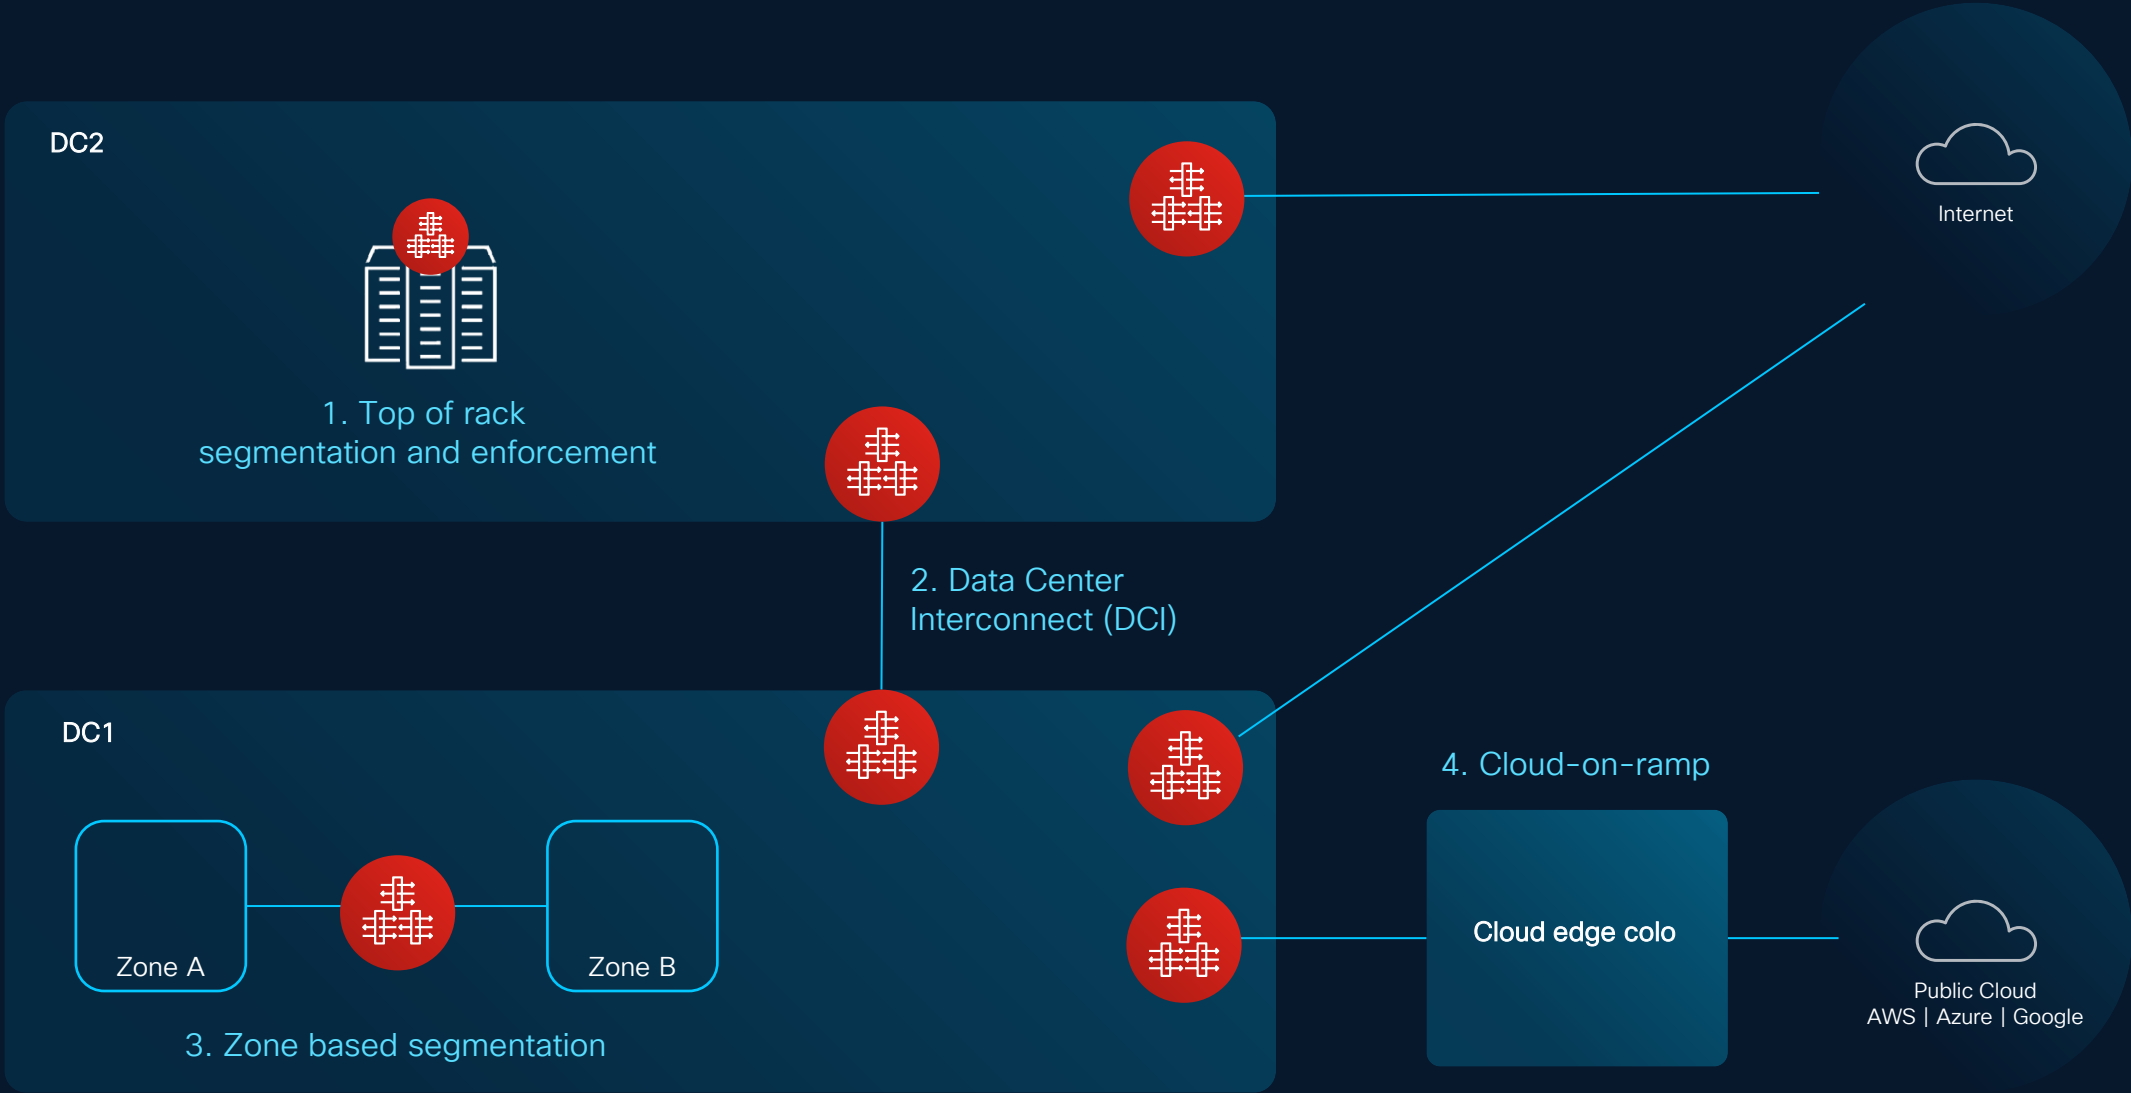 DC2
Internet
1. Top of rack
segmentation and enforcement
2. Data Center
Interconnect (DCI)
DC1
4. Cloud-on-ramp
Cloud edge colo
Zone A
Zone B
Public Cloud
AWS | Azure | Google
3. Zone based segmentation